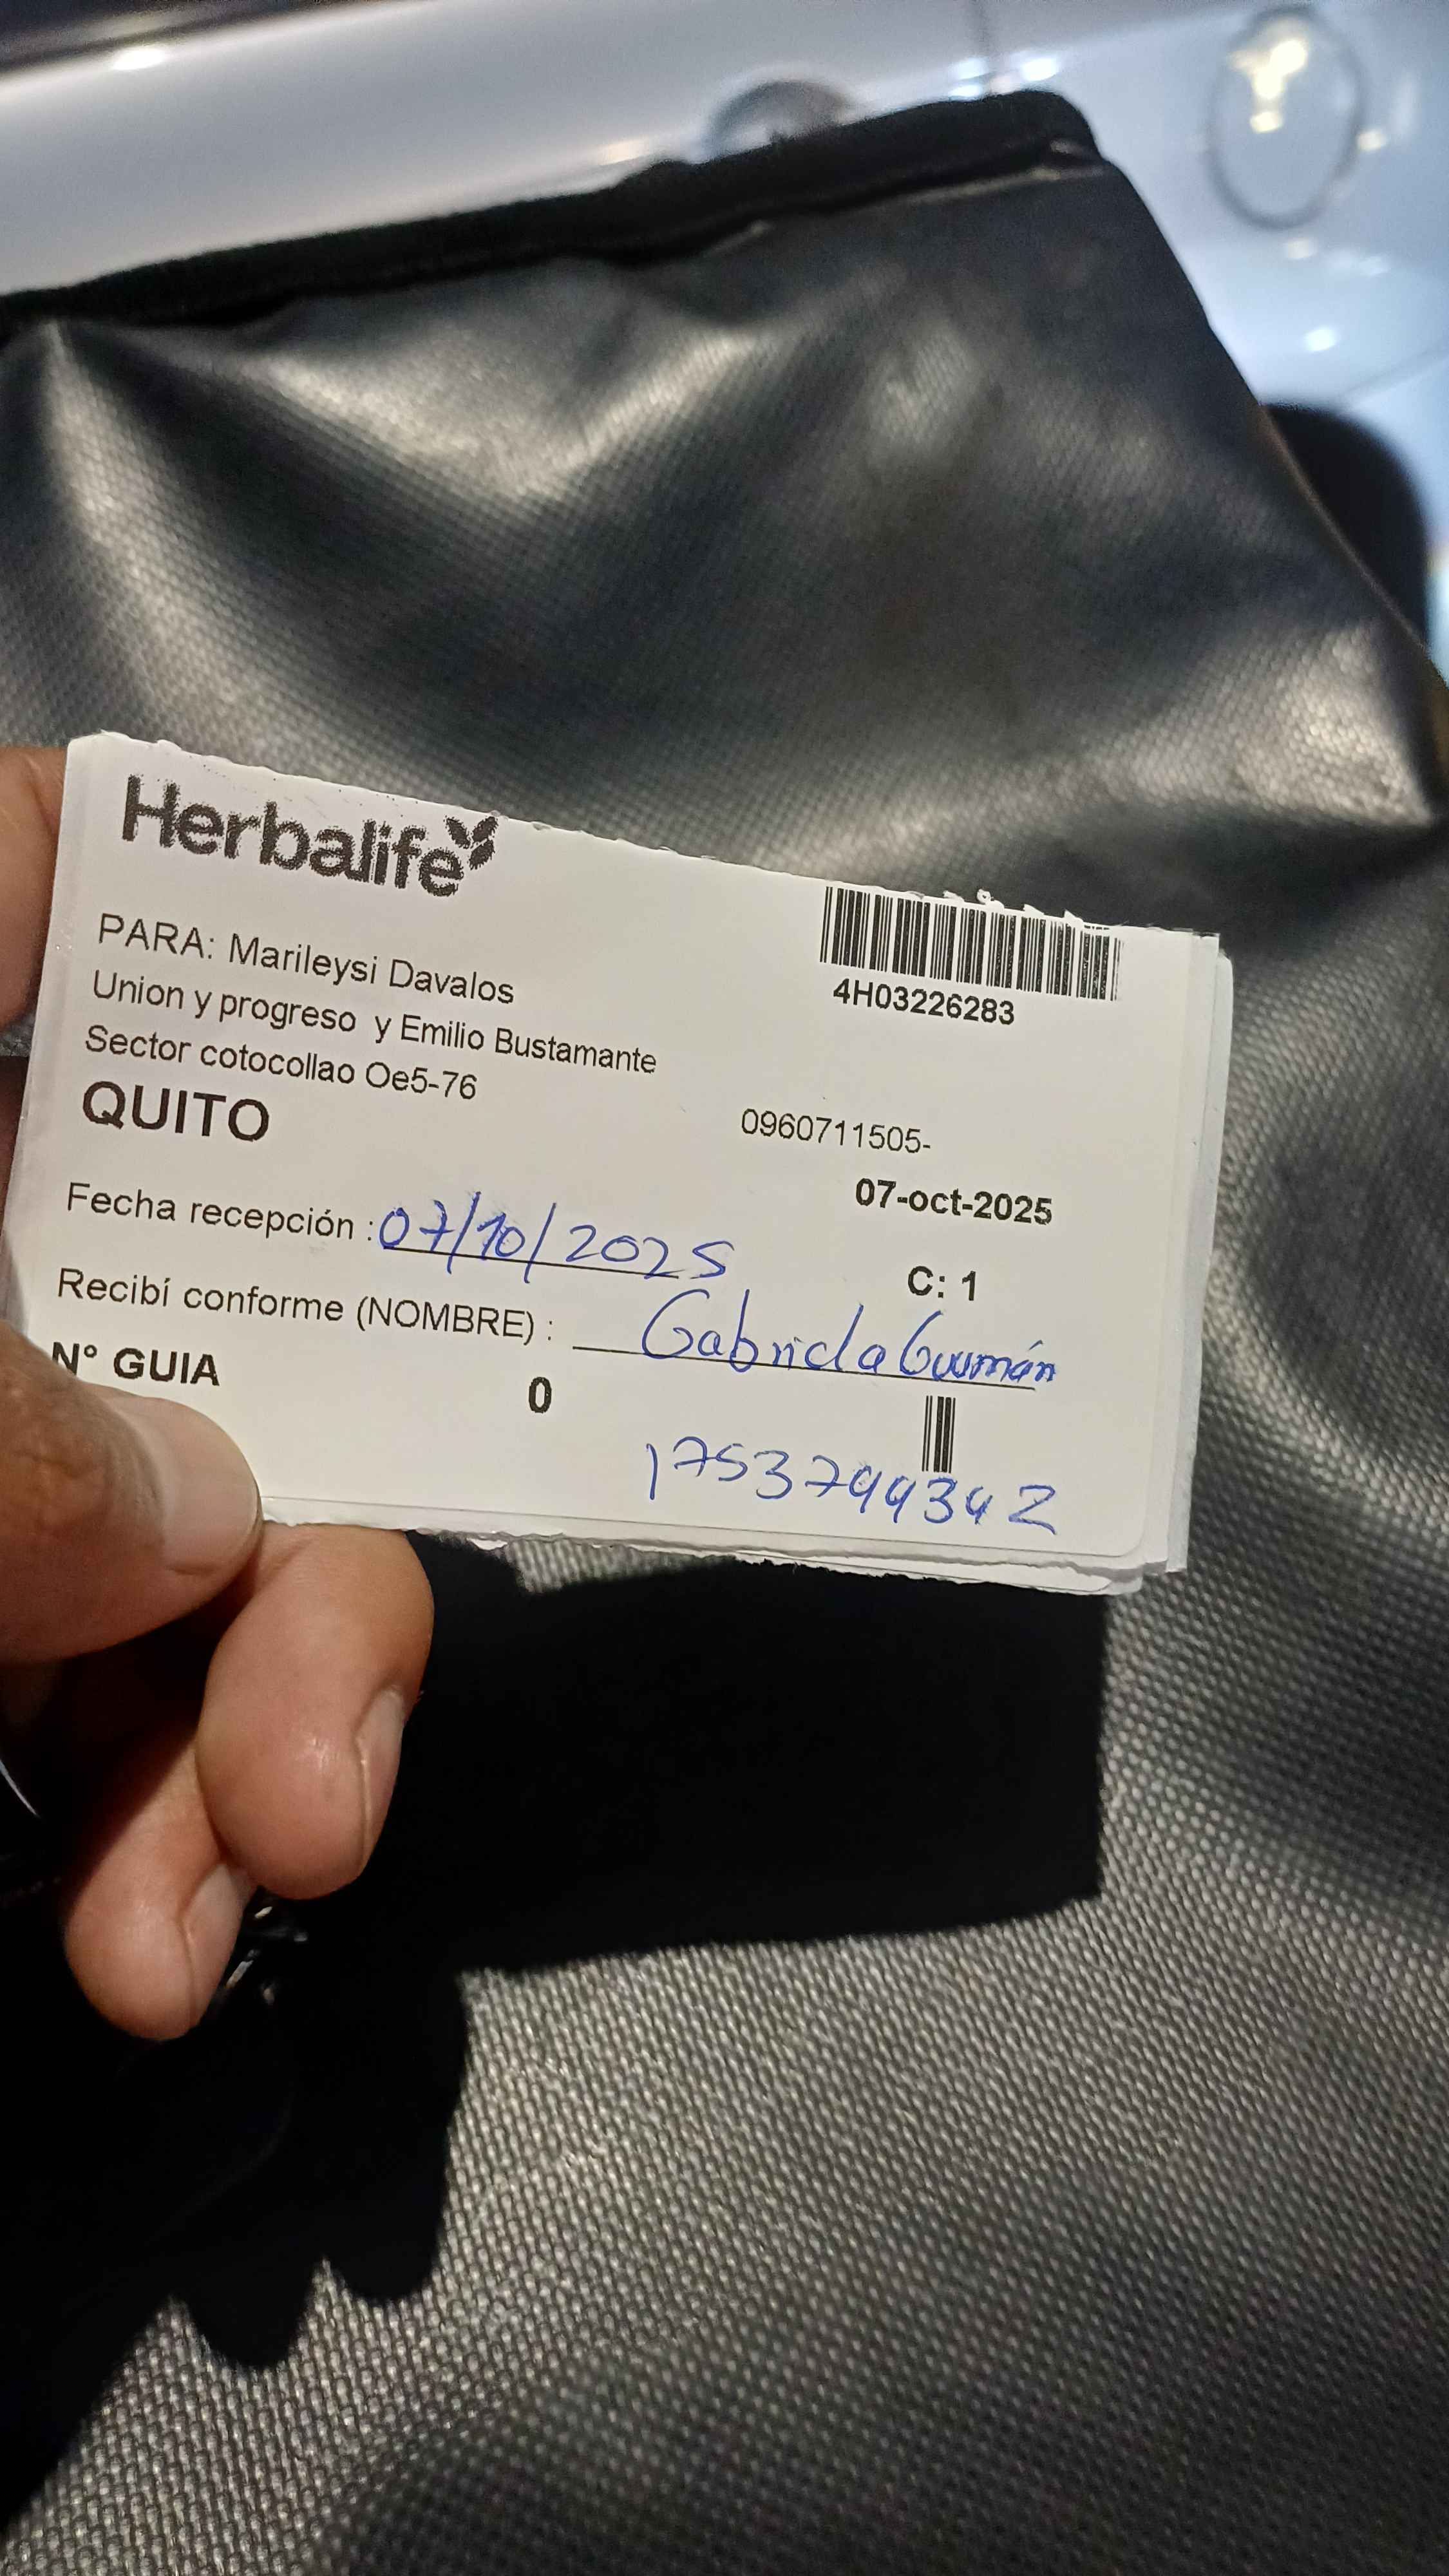 Herbalife
4H03226283
PARA: Marileysi Davalos
Union y progreso y Emilio Bustamante
Sector cotocollao Oe5-76
QUITO
0960711505-
07-oct-2025
Fecha recepción : 07/10/2025
C: 1
Recibí conforme (NOMBRE) : Gabriela Guzmán
N° GUIA 0
1753799342